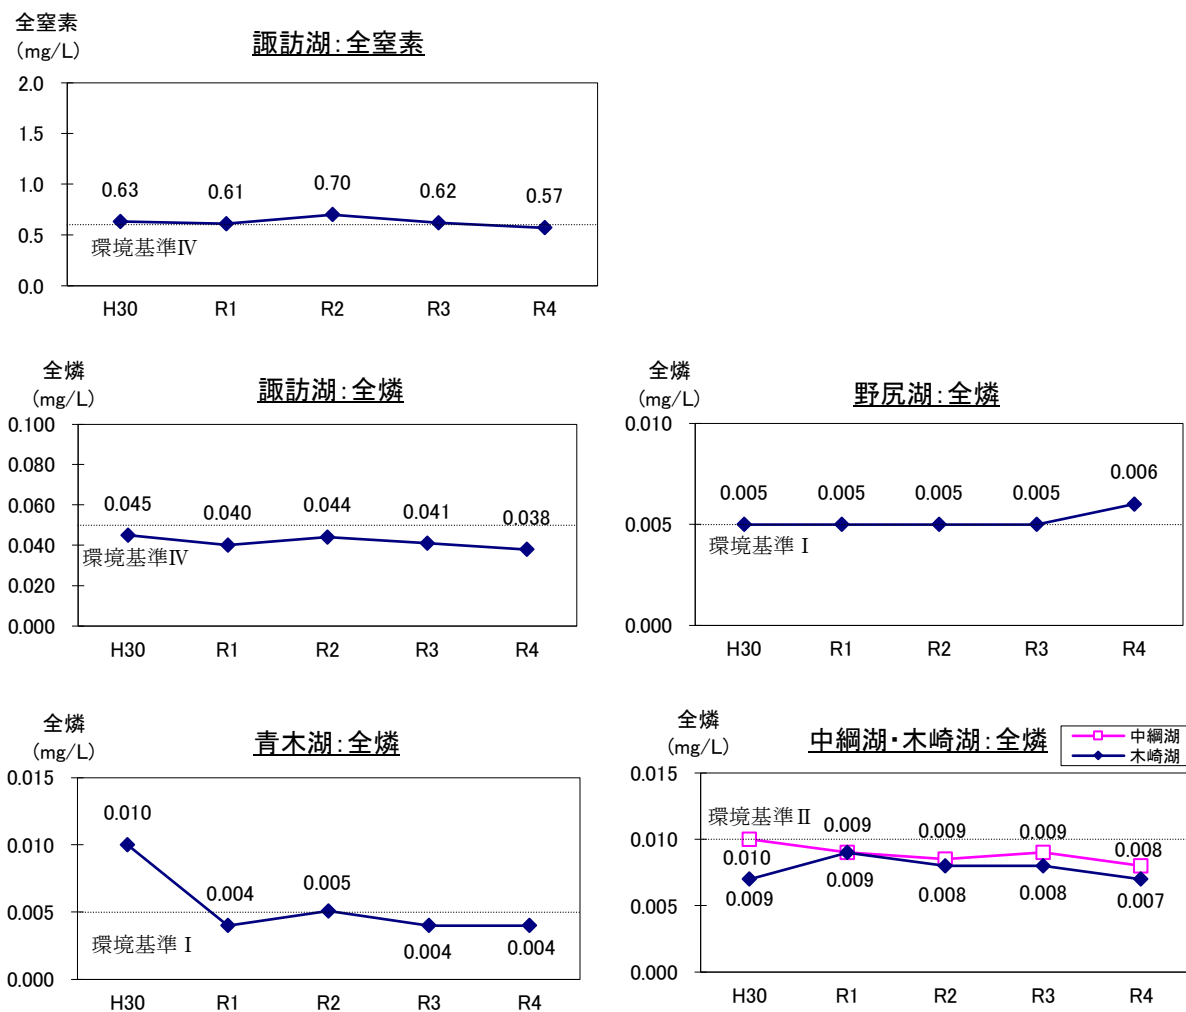 全窒素
(mg/L)
諏訪湖：全窒素
2.0
1.5
1.0
0.5
0.0
0.63
0.61
0.70
0.62
0.57
環境基準Ⅳ
H30 R1 R2 R3 R4
全燐
(mg/L)
諏訪湖：全燐
0.100
0.080
0.060
0.040
0.020
0.000
0.045
0.040
0.044
0.041
0.038
環境基準Ⅳ
H30 R1 R2 R3 R4
全燐
(mg/L)
野尻湖：全燐
0.010
0.005
0.000
0.005
0.005
0.005
0.005
0.006
環境基準Ⅰ
H30 R1 R2 R3 R4
全燐
(mg/L)
青木湖：全燐
0.015
0.010
0.005
0.000
0.010
0.004
0.005
0.004
0.004
環境基準Ⅰ
H30 R1 R2 R3 R4
全燐
(mg/L)
中綱湖・木崎湖：全燐
中綱湖
木崎湖
0.015
0.010
0.005
0.000
環境基準Ⅱ
0.010
0.009
0.009
0.009
0.008
0.009
0.009
0.008
0.008
0.007
H30 R1 R2 R3 R4